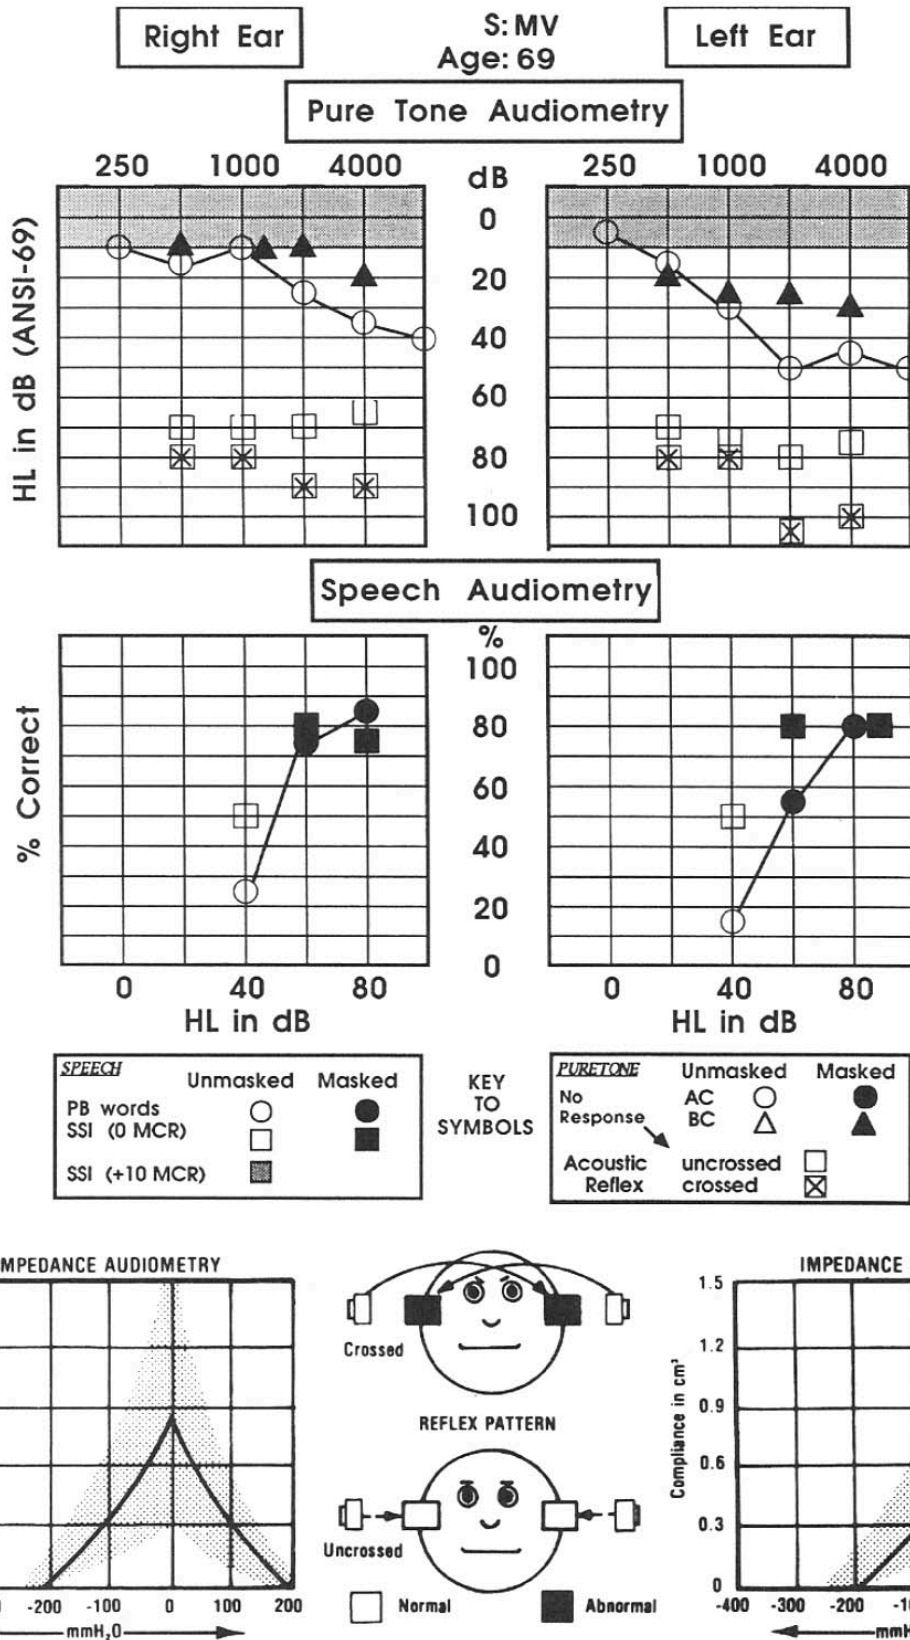 Right Ear
S: MV
Age: 69
Left Ear
Pure Tone Audiometry
250 1000 4000
dB
250 1000 4000
HL in dB (ANSI-69)
0
20
40
60
80
100
Speech Audiometry
%
% Correct
100
80
60
40
20
0
0 40 80
HL in dB
0 40 80
HL in dB
SPEECH
Unmasked Masked
PB words
SSI (0 MCR)
SSI (+10 MCR)
KEY
TO
SYMBOLS
PURETONE Unmasked Masked
No AC
Response BC
Acoustic uncrossed
Reflex crossed
MPEDANCE AUDIOMETRY
-200 -100 0 100 200
mmH₂O
Crossed
REFLEX PATTERN
Uncrossed
Normal Abnormal
IMPEDANCE
Compliance in cm³
1.5
1.2
0.9
0.6
0.3
0
-400 -300 -200 -10
mmH